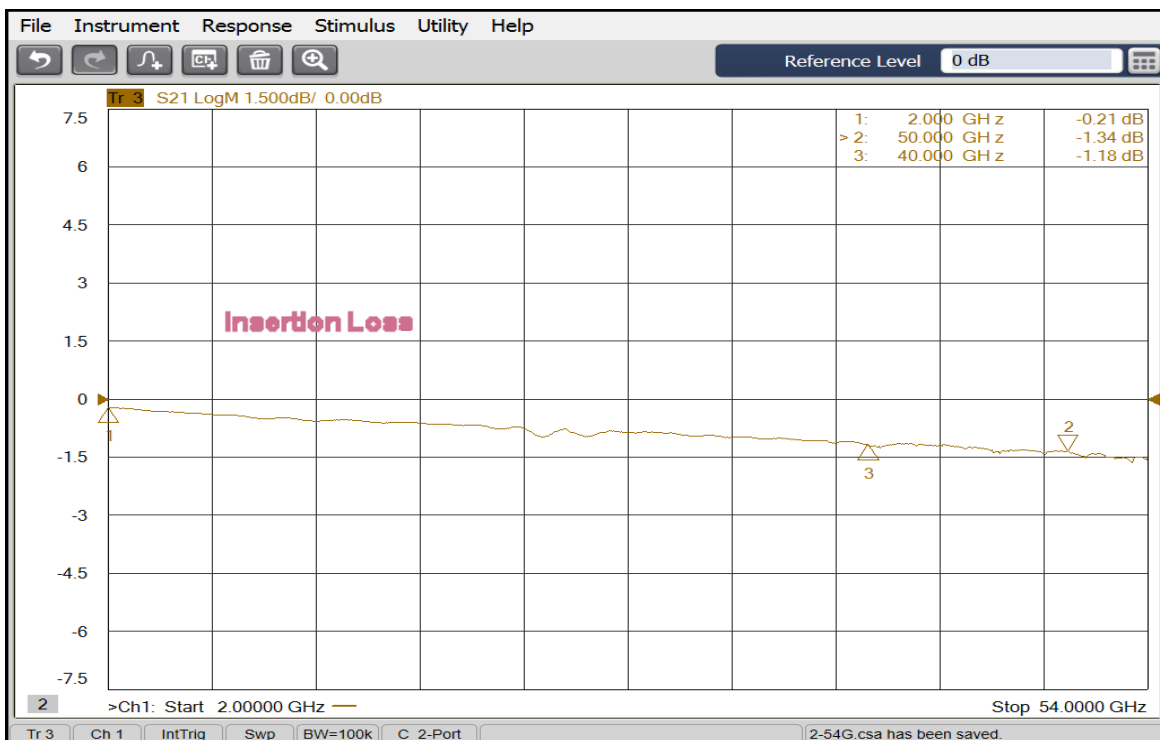 File Instrument Response Stimulus Utility Help
Reference Level 0 dB
Tr 3 S21 LogM 1.500dB/ 0.00dB
1: 2.000 GHz -0.21 dB
> 2: 50.000 GHz -1.34 dB
3: 40.000 GHz -1.18 dB
7.5
6
4.5
3
Insertion Loss
1.5
0
1
2
-1.5
3
-3
-4.5
-6
-7.5
2 >Ch1: Start 2.00000 GHz Stop 54.0000 GHz
Tr 3 Ch 1 IntTrig Swp BW=100k C 2-Port 2-54G.csa has been saved.